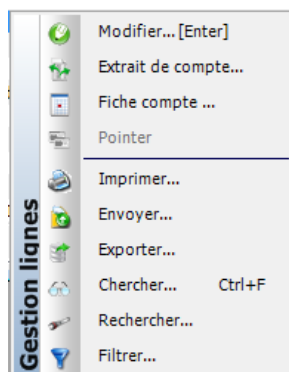 Gestion lignes
Modifier... [Enter]
Extrait de compte...
Fiche compte ...
Pointer
Imprimer...
Envoyer...
Exporter...
Chercher... Ctrl+F
Rechercher...
Filtrer...